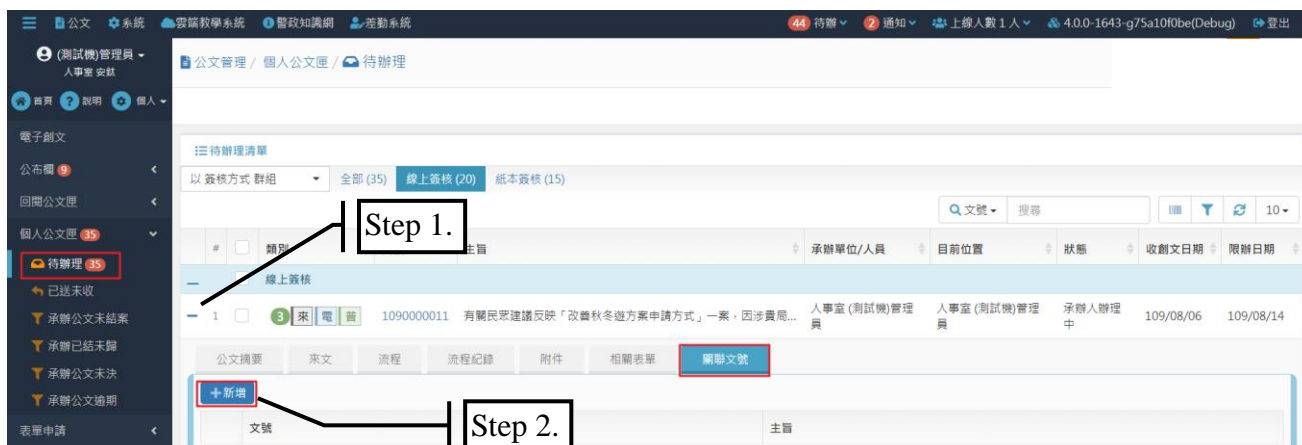 公文 系統 雲端教學系統 警政知識網 差勤系統 44 待辦 2 通知 上線人數 1 人 4.0.0-1643-g75a10f0be(Debug) 登出
(測試機)管理員
人事室 安鈦
首頁 說明 個人
公文管理 / 個人公文匣 / 待辦理
電子創文
公布欄 9
回閱公文匣
個人公文匣 35
待辦理 35
已送未收
承辦公文未結案
承辦已結未歸
承辦公文未決
承辦公文逾期
表單申請
待辦理清單
以 簽核方式 群組 全部 (35) 線上簽核 (20) 紙本簽核 (15)
文號 搜尋 10
Step 1.
# 類別 主旨 承辦單位/人員 目前位置 狀態 收創文日期 限辦日期
線上簽核
1 3 來 電 普 1090000011 有關民眾建議反映「改善秋冬遊方案申請方式」一案，因涉貴局... 人事室 (測試機)管理員 人事室 (測試機)管理員 承辦人辦理中 109/08/06 109/08/14
公文摘要 來文 流程 流程紀錄 附件 相關表單 關聯文號
新增
Step 2.
文號 主旨